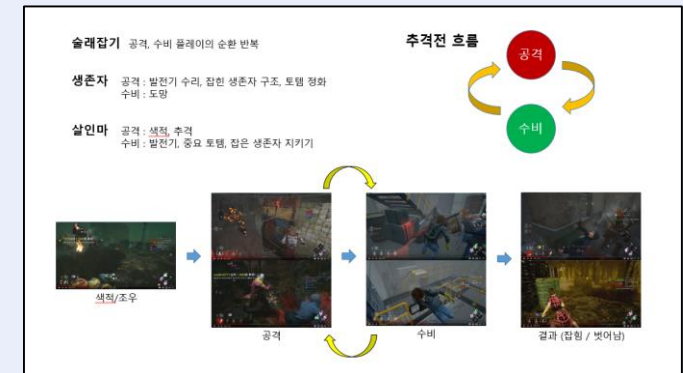 술래잡기 공격, 수비 플레이의 순환 반복
추격전 흐름
공격
수비
생존자 공격 : 발전기 수리, 잡힌 생존자 구조, 토템 정화
수비 : 도망
살인마 공격 : 색적, 추격
수비 : 발전기, 중요 토템, 잡은 생존자 지키기
색적/조우
공격
수비
결과 (잡힘 / 벗어남)